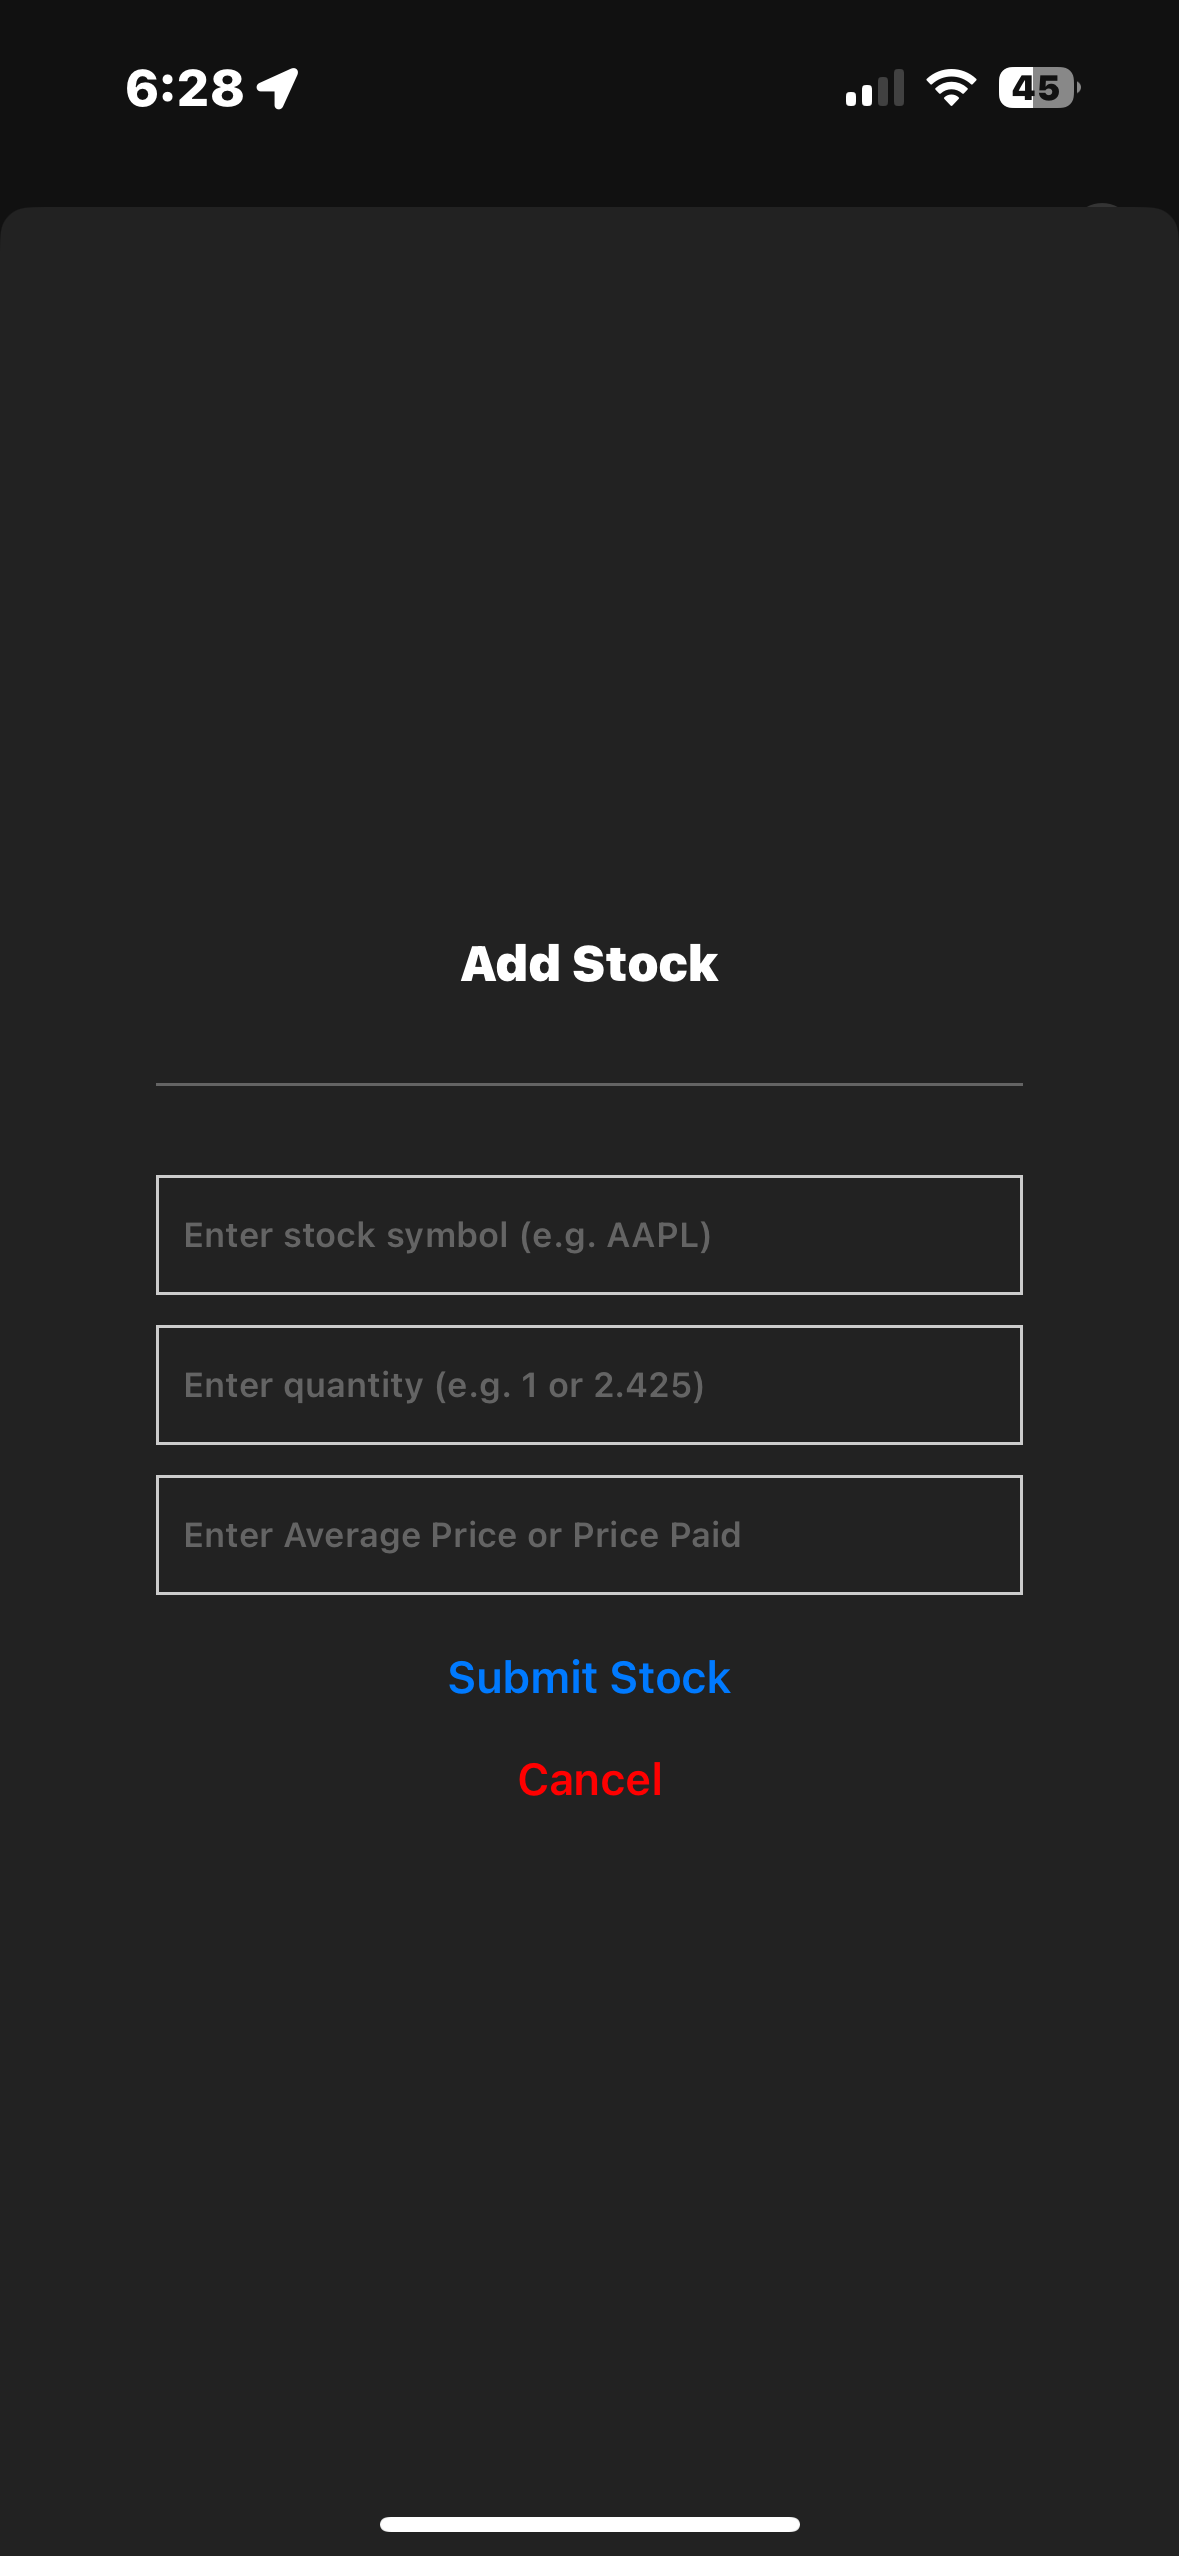 6:28
45
Add Stock
Enter stock symbol (e.g. AAPL)
Enter quantity (e.g. 1 or 2.425)
Enter Average Price or Price Paid
Submit Stock
Cancel